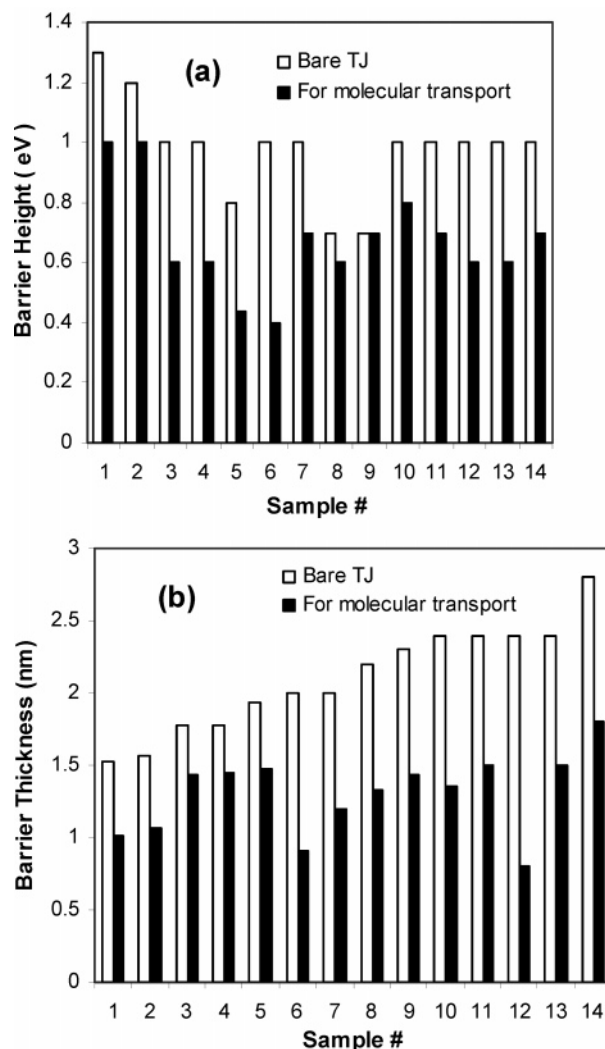 1.4
(a)
Bare TJ
For molecular transport
1.2
1
0.8
0.6
0.4
0.2
0
Barrier Height ( eV )
1 2 3 4 5 6 7 8 9 10 11 12 13 14
Sample #
3
(b)
Bare TJ
For molecular transport
2.5
2
1.5
1
0.5
0
Barrier Thickness (nm)
1 2 3 4 5 6 7 8 9 10 11 12 13 14
Sample #